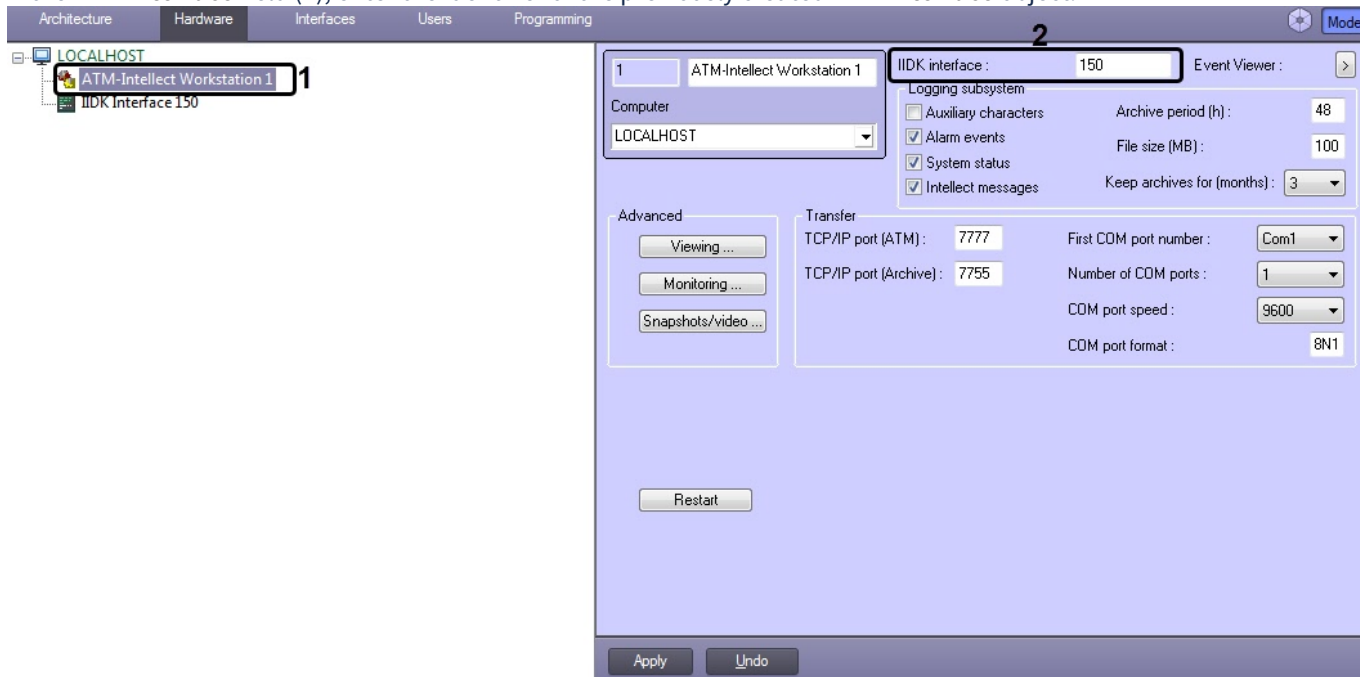 Architecture Hardware Interfaces Users Programming Mode
2
LOCALHOST
ATM-Intellect Workstation 1 1
IIDK Interface 150
1 ATM-Intellect Workstation 1 IIDK interface : 150 Event Viewer : >
Computer
LOCALHOST
Logging subsystem
Auxiliary characters Archive period (h) : 48
Alarm events File size (MB) : 100
System status
Intellect messages Keep archives for (months) : 3
Advanced
Viewing ...
Monitoring ...
Snapshots/video ...
Transfer
TCP/IP port (ATM) : 7777 First COM port number : Com1
TCP/IP port (Archive) : 7755 Number of COM ports : 1
COM port speed : 9600
COM port format : 8N1
Restart
Apply Undo